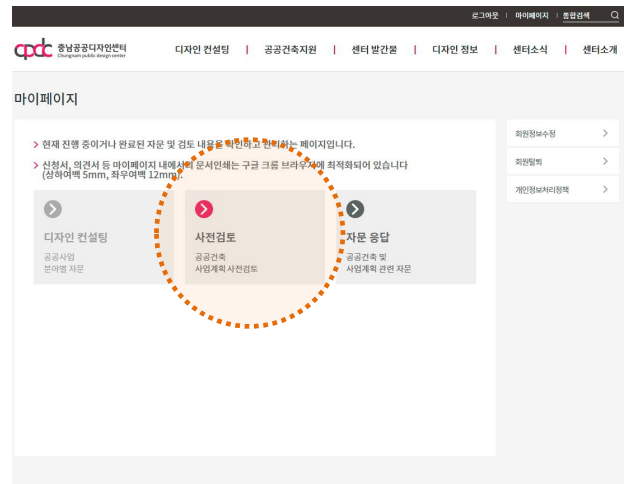 로그아웃 | 마이페이지 | 통합검색
cpdc 충남공공디자인센터
Chungnam public design center
디자인 컨설팅 | 공공건축지원 | 센터 발간물 | 디자인 정보 | 센터소식 | 센터소개
마이페이지
> 현재 진행 중이거나 완료된 자문 및 검토 내용을 확인하고 관리하는 페이지입니다.
> 신청서, 의견서 등 마이페이지 내에서의 문서인쇄는 구글 크롬 브라우저에 최적화되어 있습니다
(상하여백 5mm, 좌우여백 12mm).
디자인 컨설팅
공공사업
분야별 자문
사전검토
공공건축
사업계획 사전검토
자문 응답
공공건축 및
사업계획 관련 자문
회원정보수정 >
회원탈퇴 >
개인정보처리정책 >